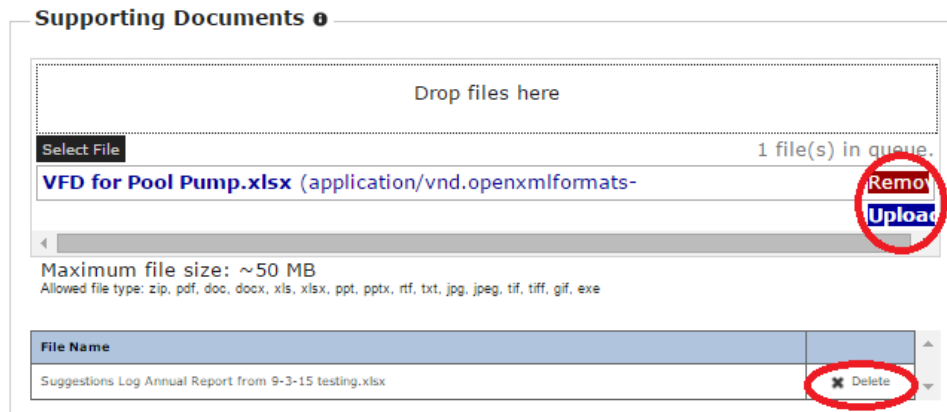 Supporting Documents
Drop files here
Select File
1 file(s) in queue.
VFD for Pool Pump.xlsx (application/vnd.openxmlformats-
Remov
Upload
Maximum file size: ~50 MB
Allowed file type: zip, pdf, doc, docx, xls, xlsx, ppt, pptx, rtf, txt, jpg, jpeg, tif, tiff, gif, exe
File Name
Suggestions Log Annual Report from 9-3-15 testing.xlsx
Delete